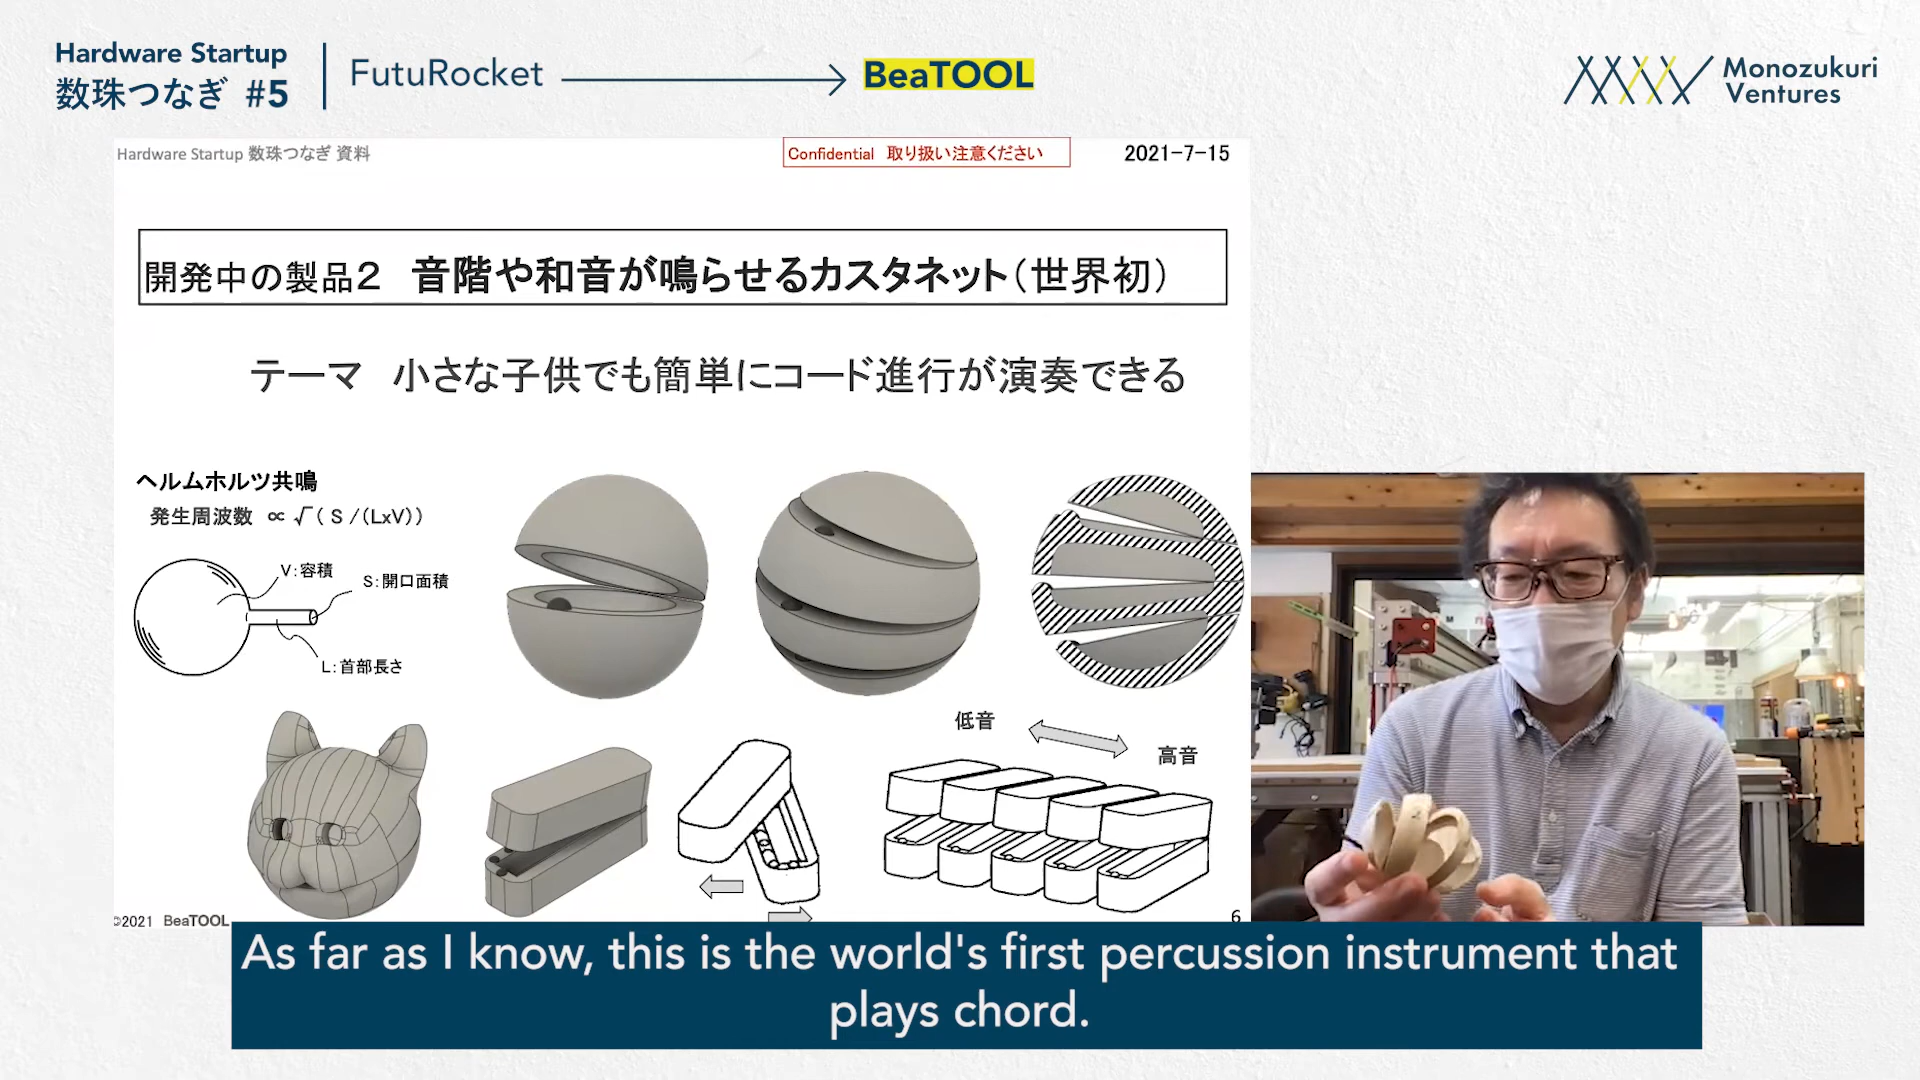 Hardware Startup
数珠つなぎ #5
FutuRocket
BeaTOOL
Monozukuri
Ventures
Hardware Startup 数珠つなぎ 資料
Confidential 取り扱い注意ください
2021-7-15
開発中の製品2 音階や和音が鳴らせるカスタネット(世界初)
テーマ 小さな子供でも簡単にコード進行が演奏できる
ヘルムホルツ共鳴
発生周波数 ∝ √( S /(LxV))
V:容積
S:開口面積
L:首部長さ
低音
高音
©2021 BeaTOOL
6
As far as I know, this is the world's first percussion instrument that
plays chord.